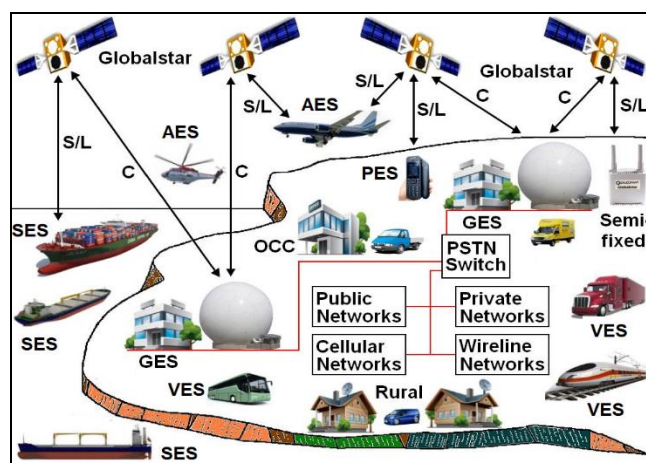 Globalstar
Globalstar
S/L
AES
S/L
AES
S/L
S/L
C
C
S/L
C
C
PES
GES
Semi-
fixed
SES
OCC
PSTN
Switch
Public
Networks
Private
Networks
VES
SES
GES
Cellular
Networks
Wireline
Networks
VES
Rural
VES
SES